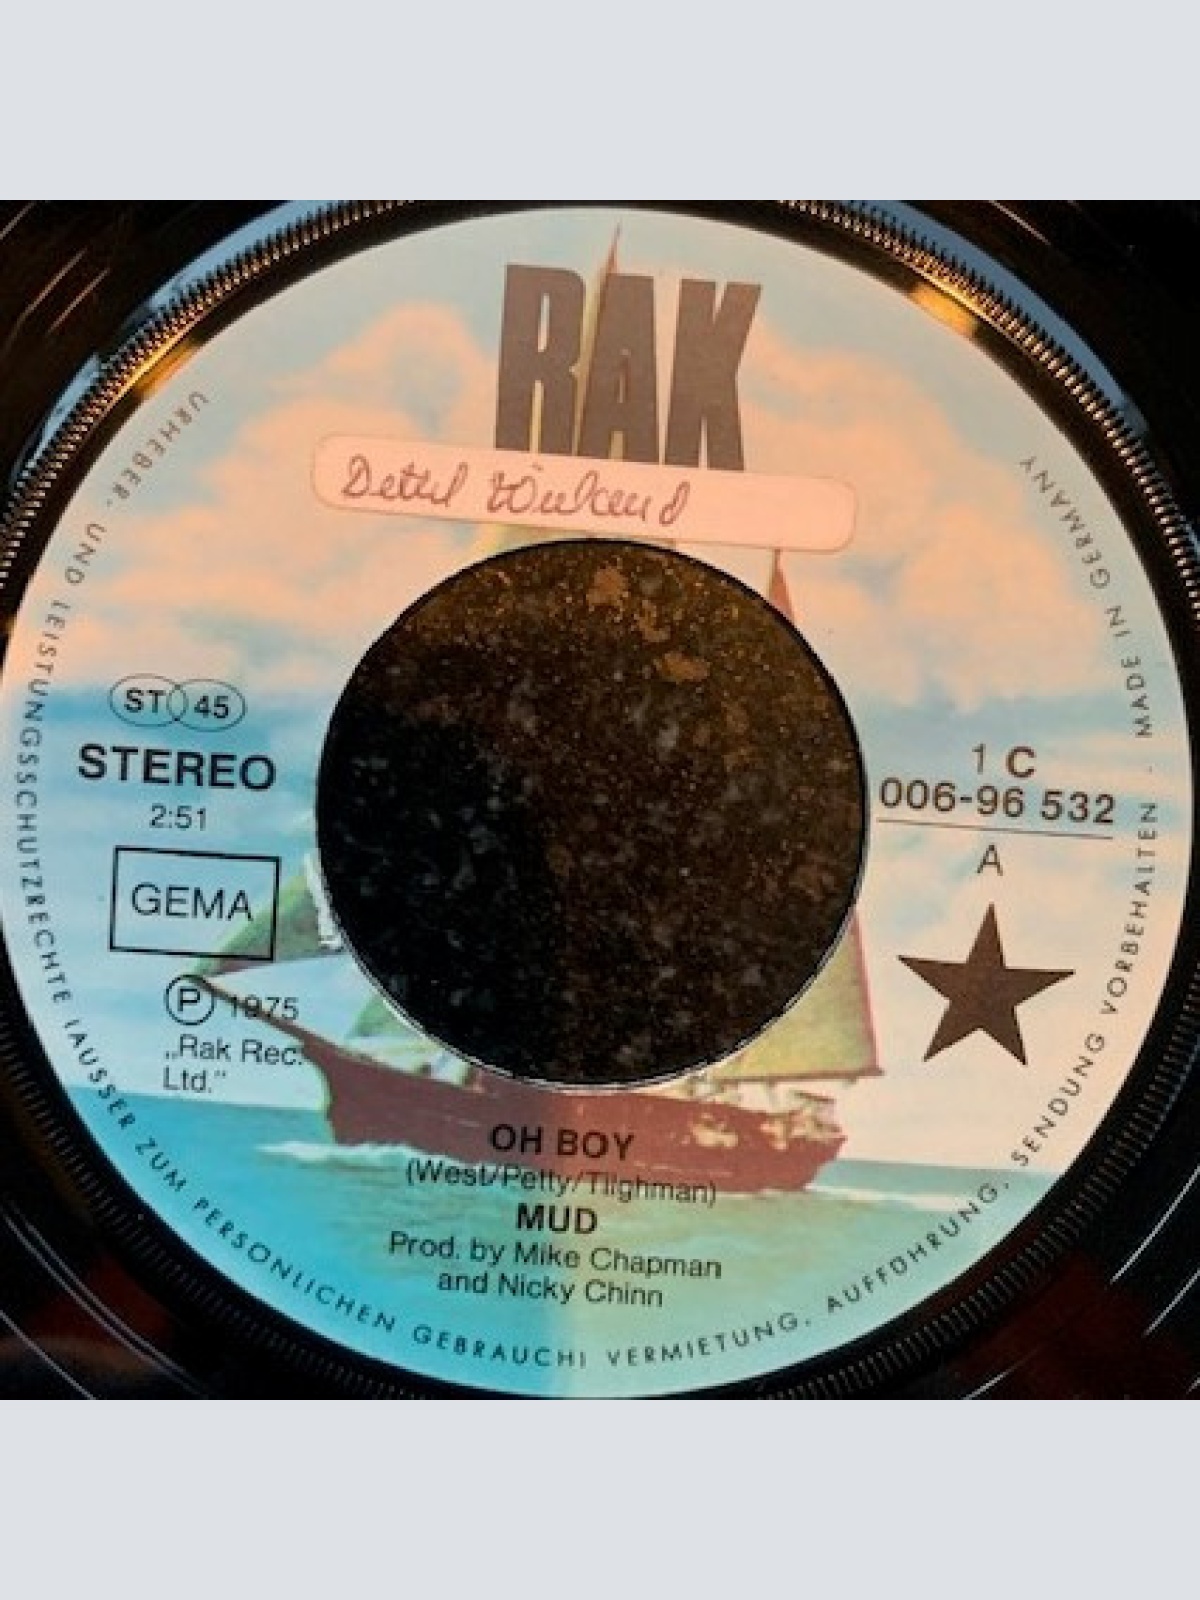 RAK
ST 45
STEREO
2:51
GEMA
℗ 1975
„Rak Rec.
Ltd."
1 C
006-96 532
A
OH BOY
(West/Petty/Tilghman)
MUD
Prod. by Mike Chapman
and Nicky Chinn
URHEBER- UND LEISTUNGSSCHUTZRECHTE (AUSSER ZUM PERSÖNLICHEN GEBRAUCH) VERMIETUNG, AUFFÜHRUNG, SENDUNG VORBEHALTEN · MADE IN GERMANY